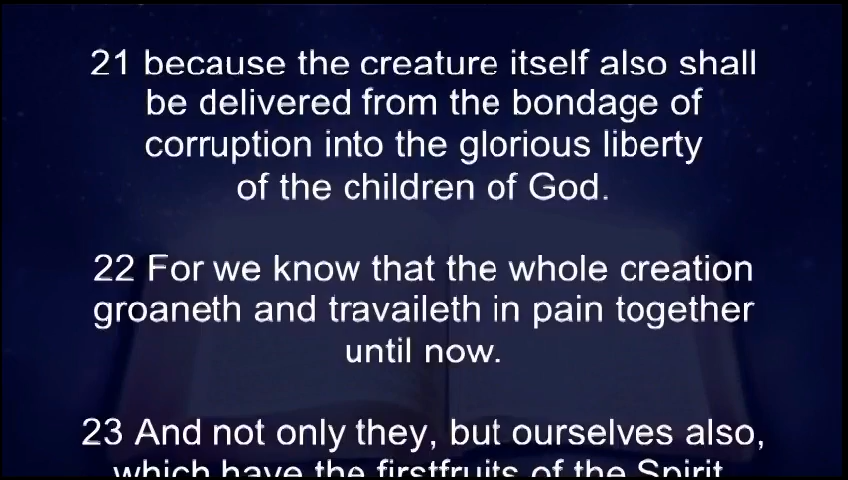 21 because the creature itself also shall
be delivered from the bondage of
corruption into the glorious liberty
of the children of God.
22 For we know that the whole creation
groaneth and travaileth in pain together
until now.
23 And not only they, but ourselves also,
which have the firstfruits of the Spirit